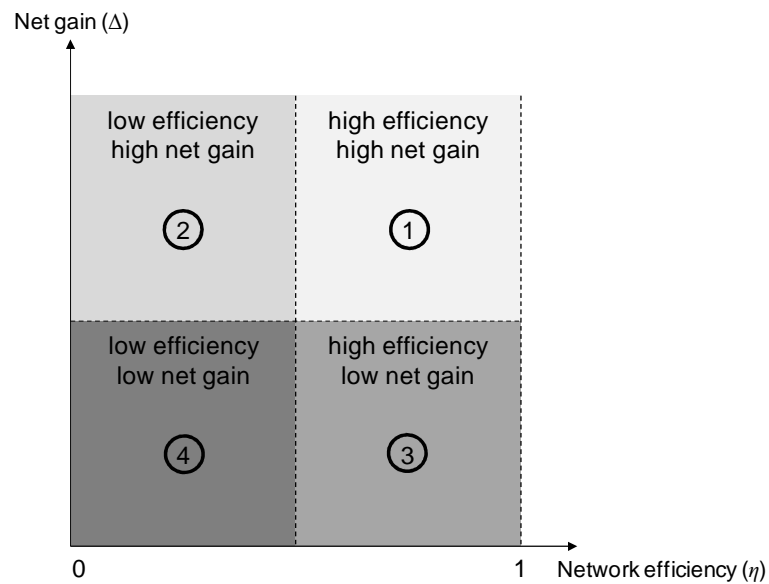 Net gain (Δ)
low efficiency
high net gain
high efficiency
high net gain
2
1
low efficiency
low net gain
high efficiency
low net gain
4
3
0
1
Network efficiency (η)